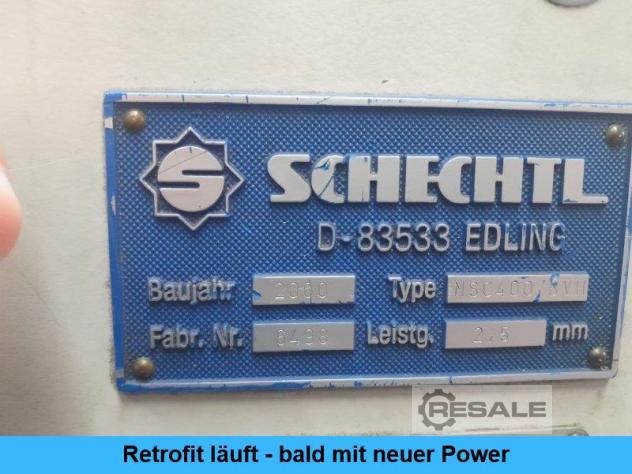 SCHECHTL
D-83533 EDLING
Baujahr 2000 Type
Fabr. Nr. Leistg. 2,5 mm
RESALE
Retrofit läuft - bald mit neuer Power